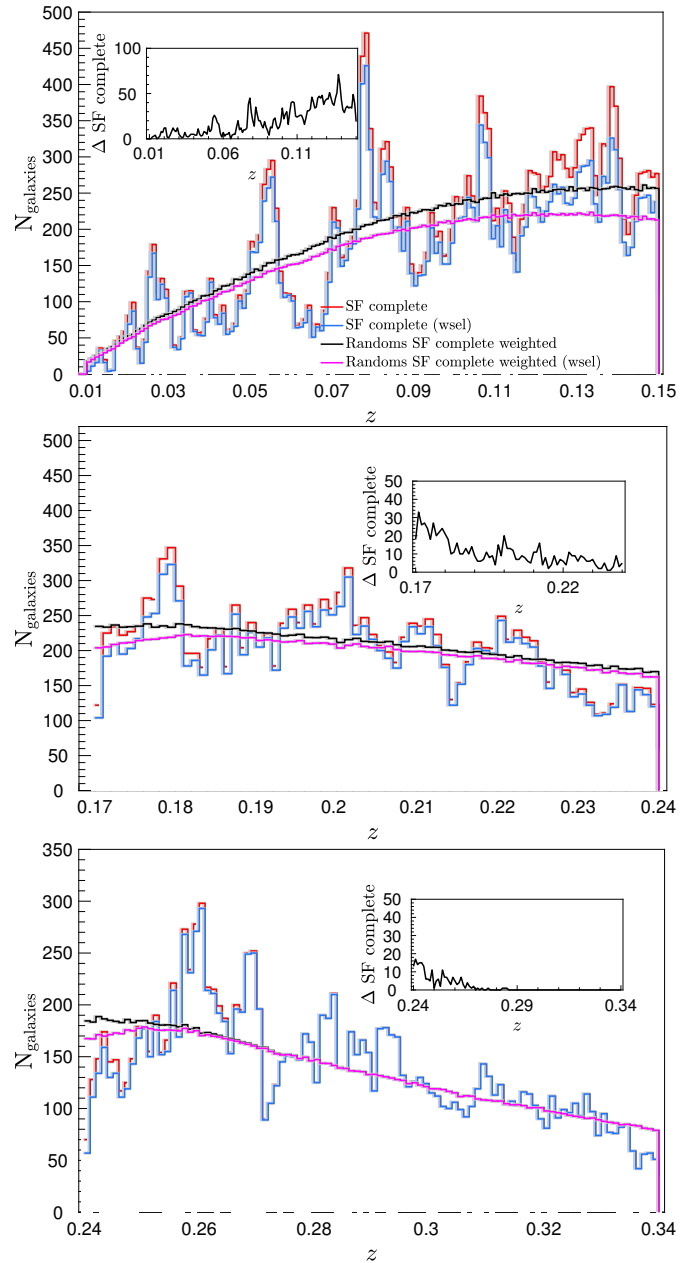 500
450
400
350
300
250
200
150
100
50
0
N galaxies
100
50
0
Δ SF complete
0.01 0.06 0.11
z
SF complete
SF complete (wsel)
Randoms SF complete weighted
Randoms SF complete weighted (wsel)
0.01 0.03 0.05 0.07 0.09 0.11 0.13 0.15
z
500
450
400
350
300
250
200
150
100
50
0
N galaxies
50
40
30
20
10
0
Δ SF complete
0.17 0.22
z
0.17 0.18 0.19 0.2 0.21 0.22 0.23 0.24
z
350
300
250
200
150
100
50
0
N galaxies
50
40
30
20
10
0
Δ SF complete
0.24 0.29 0.34
z
0.24 0.26 0.28 0.3 0.32 0.34
z